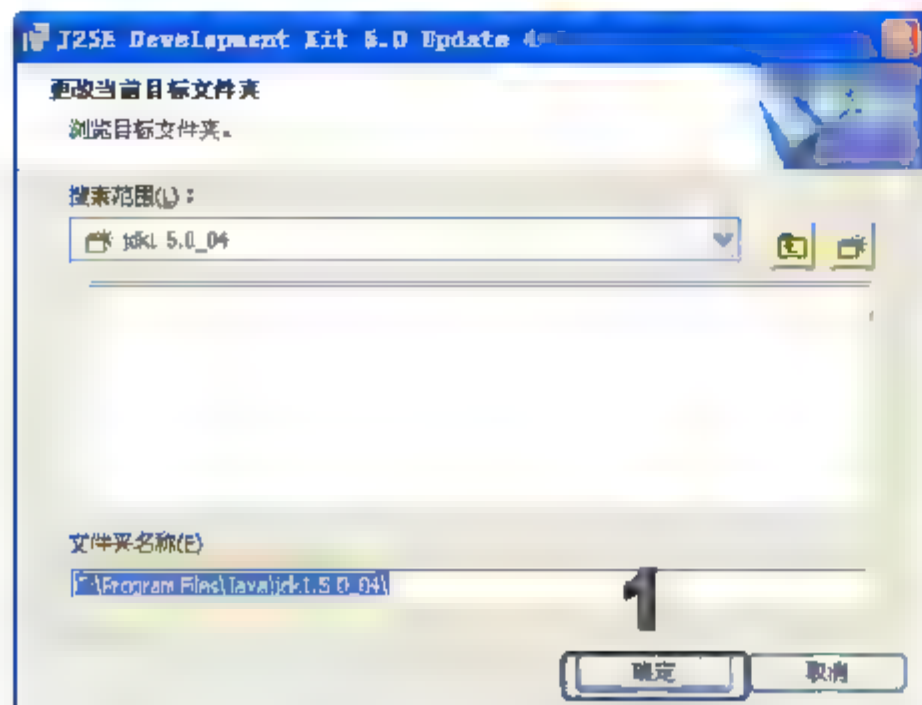 J2SE Development Kit 5.0 Update 4
更改当前目标文件夹
浏览目标文件夹。
搜索范围(L)：
jdk1.5.0_04
文件夹名称(E)
C:\Program Files\Java\jdk1.5.0_04\
1
确定 取消